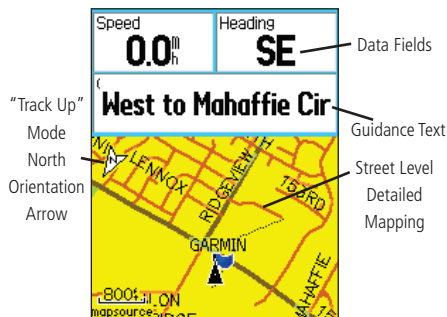 Speed
0.0 m h
Heading
SE
Data Fields
West to Mahaffie Cir
Guidance Text
"Track Up"
Mode
North
Orientation
Arrow
N
LENNOX
RIDGEVIEW
153RD
Street Level
Detailed
Mapping
GARMIN
MAHAFFIE
800ft
mapsource